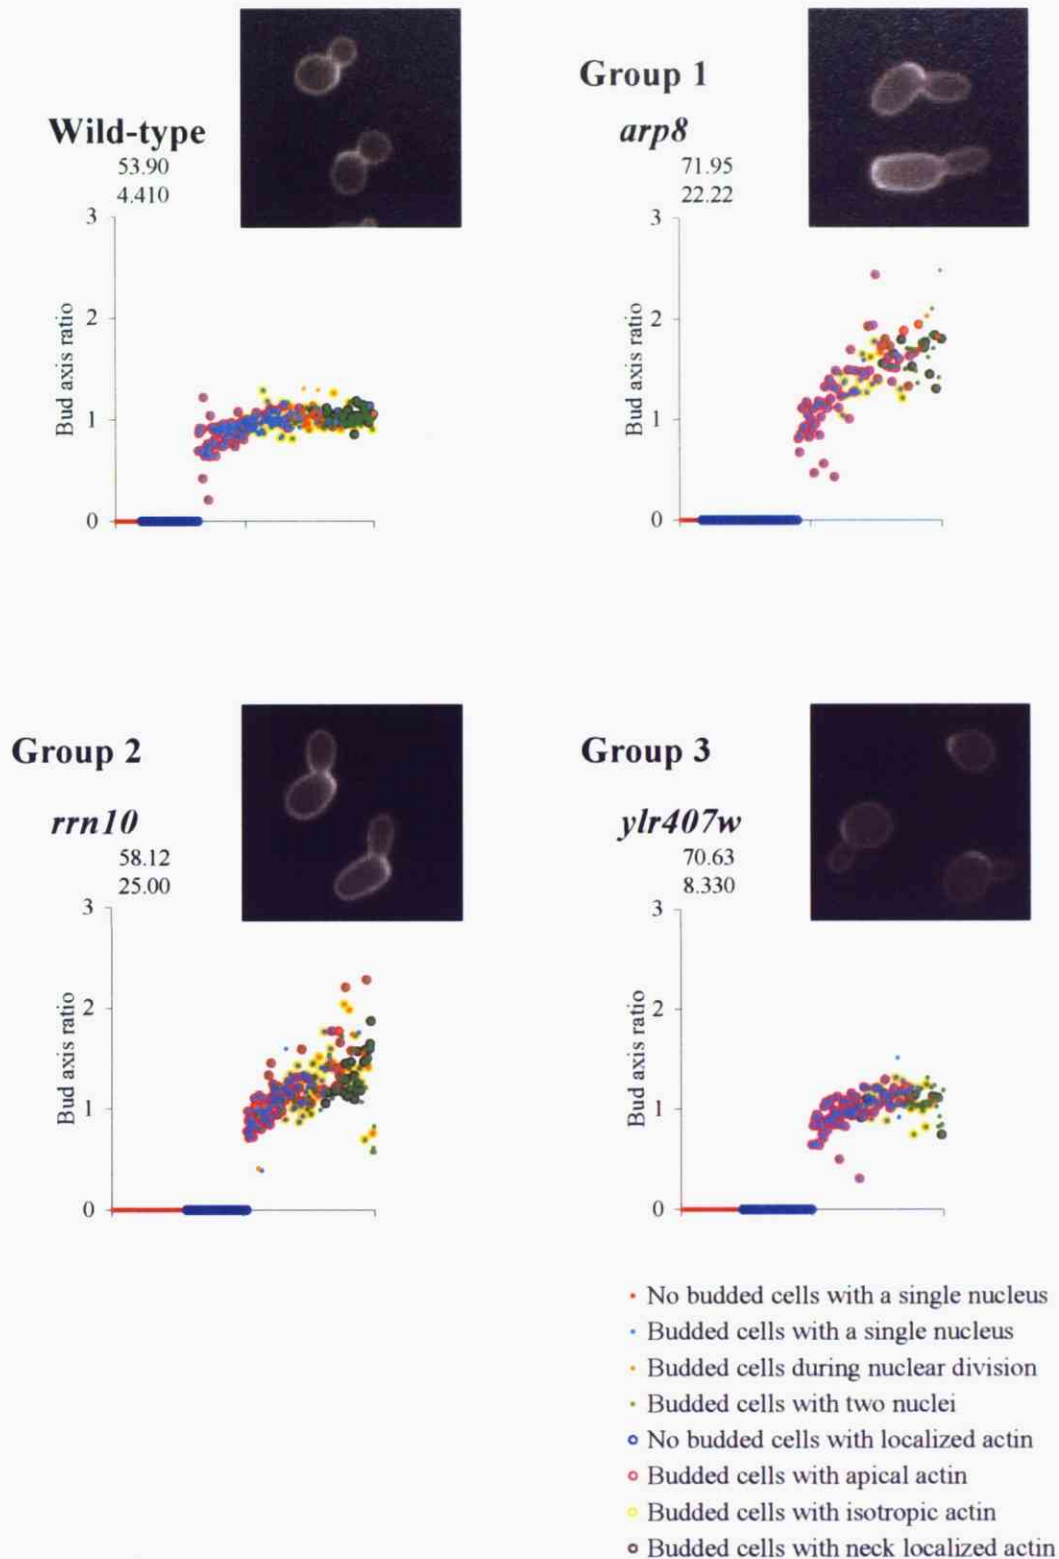 Wild-type
53.90
4.410
3
2
1
0
Bud axis ratio
Group 1
arp8
71.95
22.22
3
2
1
0
Bud axis ratio
Group 2
rrn10
58.12
25.00
3
2
1
0
Bud axis ratio
Group 3
ylr407w
70.63
8.330
3
2
1
0
Bud axis ratio
No budded cells with a single nucleus
Budded cells with a single nucleus
Budded cells during nuclear division
Budded cells with two nuclei
No budded cells with localized actin
Budded cells with apical actin
Budded cells with isotropic actin
Budded cells with neck localized actin